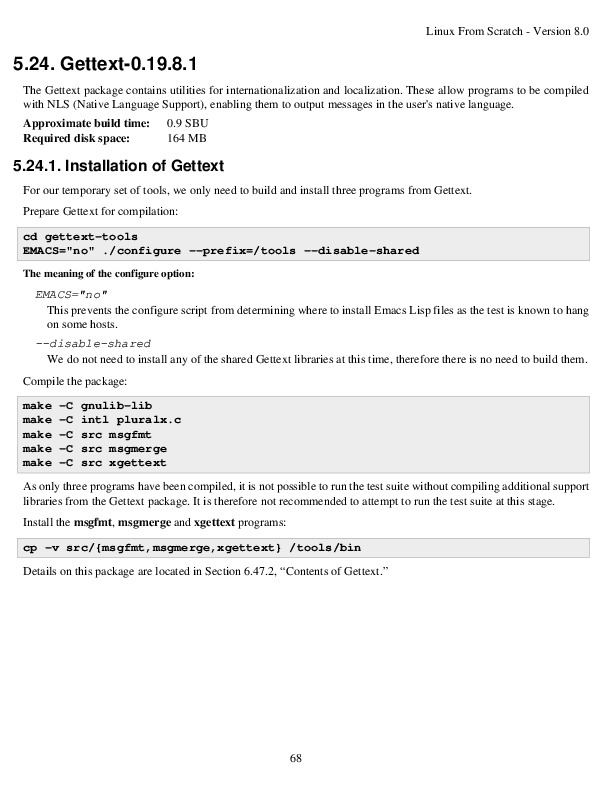 Linux From Scratch - Version 8.0
5.24. Gettext-0.19.8.1
The Gettext package contains utilities for internationalization and localization. These allow programs to be compiled
with NLS (Native Language Support), enabling them to output messages in the user's native language.
Approximate build time: 0.9 SBU
Required disk space: 164 MB
5.24.1. Installation of Gettext
For our temporary set of tools, we only need to build and install three programs from Gettext.
Prepare Gettext for compilation:
cd gettext-tools
EMACS="no" ./configure --prefix=/tools --disable-shared
The meaning of the configure option:
EMACS="no"
This prevents the configure script from determining where to install Emacs Lisp files as the test is known to hang
on some hosts.
--disable-shared
We do not need to install any of the shared Gettext libraries at this time, therefore there is no need to build them.
Compile the package:
make -C gnulib-lib
make -C intl pluralx.c
make -C src msgfmt
make -C src msgmerge
make -C src xgettext
As only three programs have been compiled, it is not possible to run the test suite without compiling additional support
libraries from the Gettext package. It is therefore not recommended to attempt to run the test suite at this stage.
Install the msgfmt, msgmerge and xgettext programs:
cp -v src/{msgfmt,msgmerge,xgettext} /tools/bin
Details on this package are located in Section 6.47.2, “Contents of Gettext.”
68